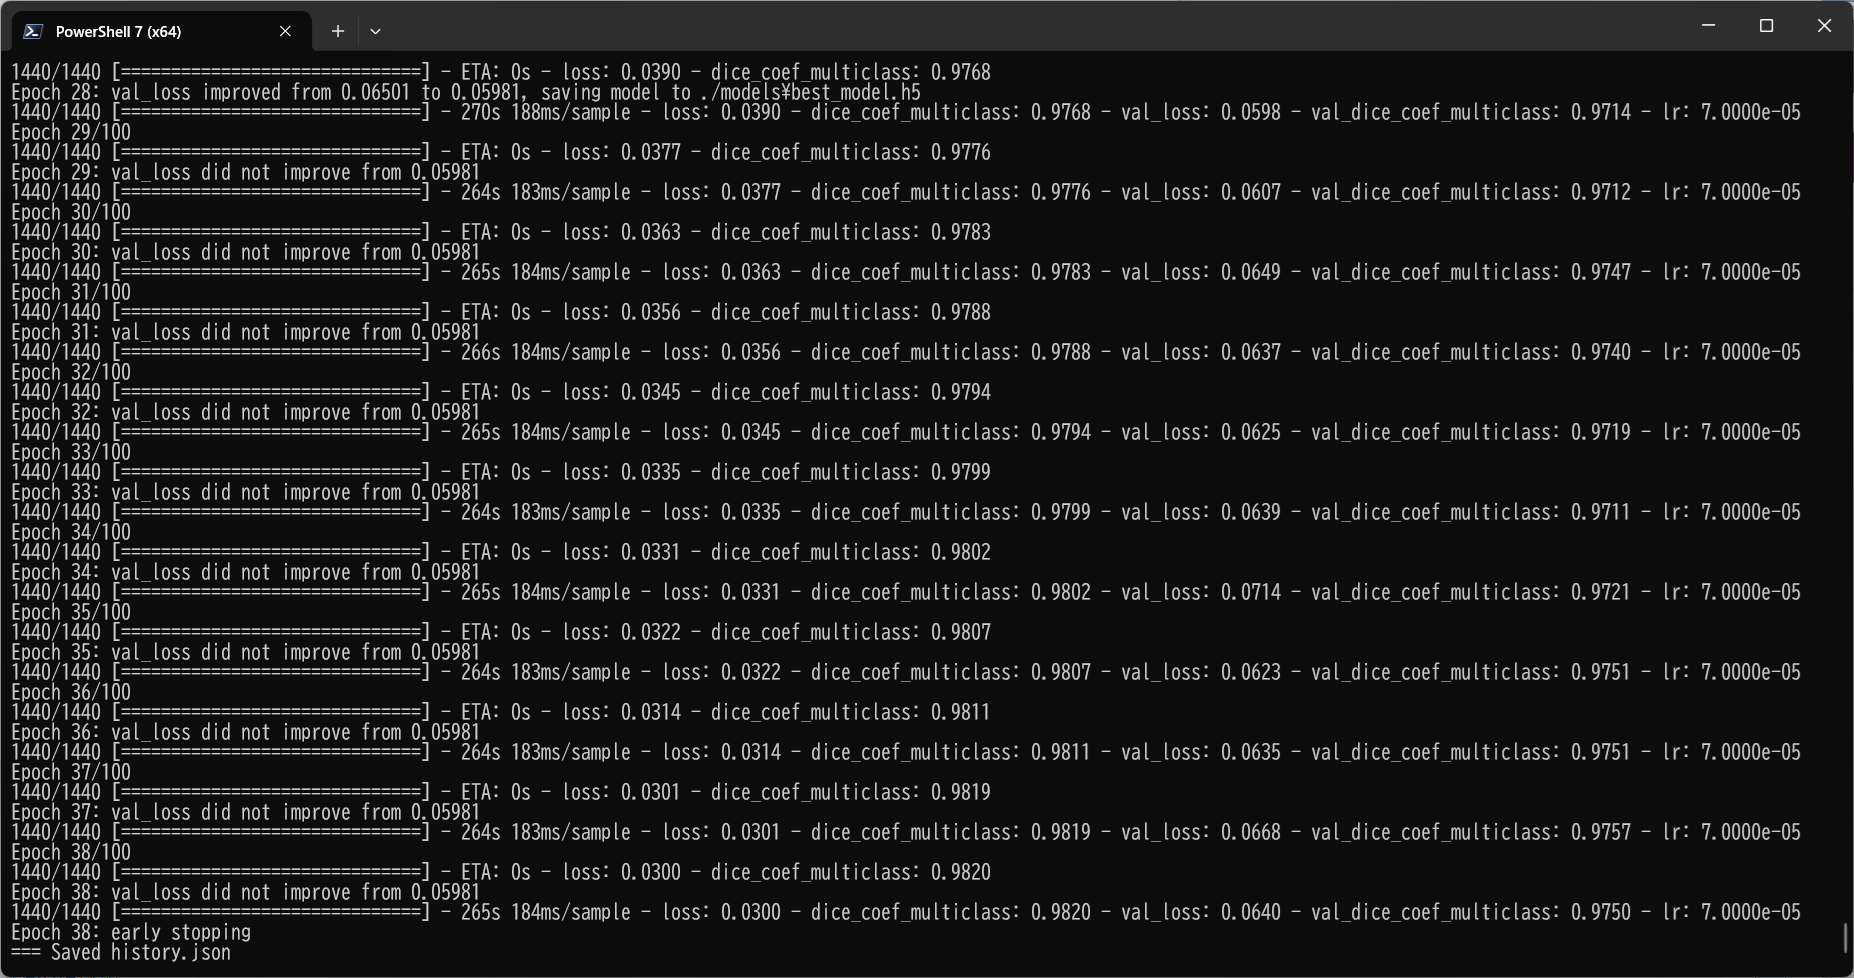 PowerShell 7 (x64)
1440/1440 [==============================] - ETA: 0s - loss: 0.0390 - dice_coef_multiclass: 0.9768
Epoch 28: val_loss improved from 0.06501 to 0.05981, saving model to ./models¥best_model.h5
1440/1440 [==============================] - 270s 188ms/sample - loss: 0.0390 - dice_coef_multiclass: 0.9768 - val_loss: 0.0598 - val_dice_coef_multiclass: 0.9714 - lr: 7.0000e-05
Epoch 29/100
1440/1440 [==============================] - ETA: 0s - loss: 0.0377 - dice_coef_multiclass: 0.9776
Epoch 29: val_loss did not improve from 0.05981
1440/1440 [==============================] - 264s 183ms/sample - loss: 0.0377 - dice_coef_multiclass: 0.9776 - val_loss: 0.0607 - val_dice_coef_multiclass: 0.9712 - lr: 7.0000e-05
Epoch 30/100
1440/1440 [==============================] - ETA: 0s - loss: 0.0363 - dice_coef_multiclass: 0.9783
Epoch 30: val_loss did not improve from 0.05981
1440/1440 [==============================] - 265s 184ms/sample - loss: 0.0363 - dice_coef_multiclass: 0.9783 - val_loss: 0.0649 - val_dice_coef_multiclass: 0.9747 - lr: 7.0000e-05
Epoch 31/100
1440/1440 [==============================] - ETA: 0s - loss: 0.0356 - dice_coef_multiclass: 0.9788
Epoch 31: val_loss did not improve from 0.05981
1440/1440 [==============================] - 266s 184ms/sample - loss: 0.0356 - dice_coef_multiclass: 0.9788 - val_loss: 0.0637 - val_dice_coef_multiclass: 0.9740 - lr: 7.0000e-05
Epoch 32/100
1440/1440 [==============================] - ETA: 0s - loss: 0.0345 - dice_coef_multiclass: 0.9794
Epoch 32: val_loss did not improve from 0.05981
1440/1440 [==============================] - 265s 184ms/sample - loss: 0.0345 - dice_coef_multiclass: 0.9794 - val_loss: 0.0625 - val_dice_coef_multiclass: 0.9719 - lr: 7.0000e-05
Epoch 33/100
1440/1440 [==============================] - ETA: 0s - loss: 0.0335 - dice_coef_multiclass: 0.9799
Epoch 33: val_loss did not improve from 0.05981
1440/1440 [==============================] - 264s 183ms/sample - loss: 0.0335 - dice_coef_multiclass: 0.9799 - val_loss: 0.0639 - val_dice_coef_multiclass: 0.9711 - lr: 7.0000e-05
Epoch 34/100
1440/1440 [==============================] - ETA: 0s - loss: 0.0331 - dice_coef_multiclass: 0.9802
Epoch 34: val_loss did not improve from 0.05981
1440/1440 [==============================] - 265s 184ms/sample - loss: 0.0331 - dice_coef_multiclass: 0.9802 - val_loss: 0.0714 - val_dice_coef_multiclass: 0.9721 - lr: 7.0000e-05
Epoch 35/100
1440/1440 [==============================] - ETA: 0s - loss: 0.0322 - dice_coef_multiclass: 0.9807
Epoch 35: val_loss did not improve from 0.05981
1440/1440 [==============================] - 264s 183ms/sample - loss: 0.0322 - dice_coef_multiclass: 0.9807 - val_loss: 0.0623 - val_dice_coef_multiclass: 0.9751 - lr: 7.0000e-05
Epoch 36/100
1440/1440 [==============================] - ETA: 0s - loss: 0.0314 - dice_coef_multiclass: 0.9811
Epoch 36: val_loss did not improve from 0.05981
1440/1440 [==============================] - 264s 183ms/sample - loss: 0.0314 - dice_coef_multiclass: 0.9811 - val_loss: 0.0635 - val_dice_coef_multiclass: 0.9751 - lr: 7.0000e-05
Epoch 37/100
1440/1440 [==============================] - ETA: 0s - loss: 0.0301 - dice_coef_multiclass: 0.9819
Epoch 37: val_loss did not improve from 0.05981
1440/1440 [==============================] - 264s 183ms/sample - loss: 0.0301 - dice_coef_multiclass: 0.9819 - val_loss: 0.0668 - val_dice_coef_multiclass: 0.9757 - lr: 7.0000e-05
Epoch 38/100
1440/1440 [==============================] - ETA: 0s - loss: 0.0300 - dice_coef_multiclass: 0.9820
Epoch 38: val_loss did not improve from 0.05981
1440/1440 [==============================] - 265s 184ms/sample - loss: 0.0300 - dice_coef_multiclass: 0.9820 - val_loss: 0.0640 - val_dice_coef_multiclass: 0.9750 - lr: 7.0000e-05
Epoch 38: early stopping
=== Saved history.json